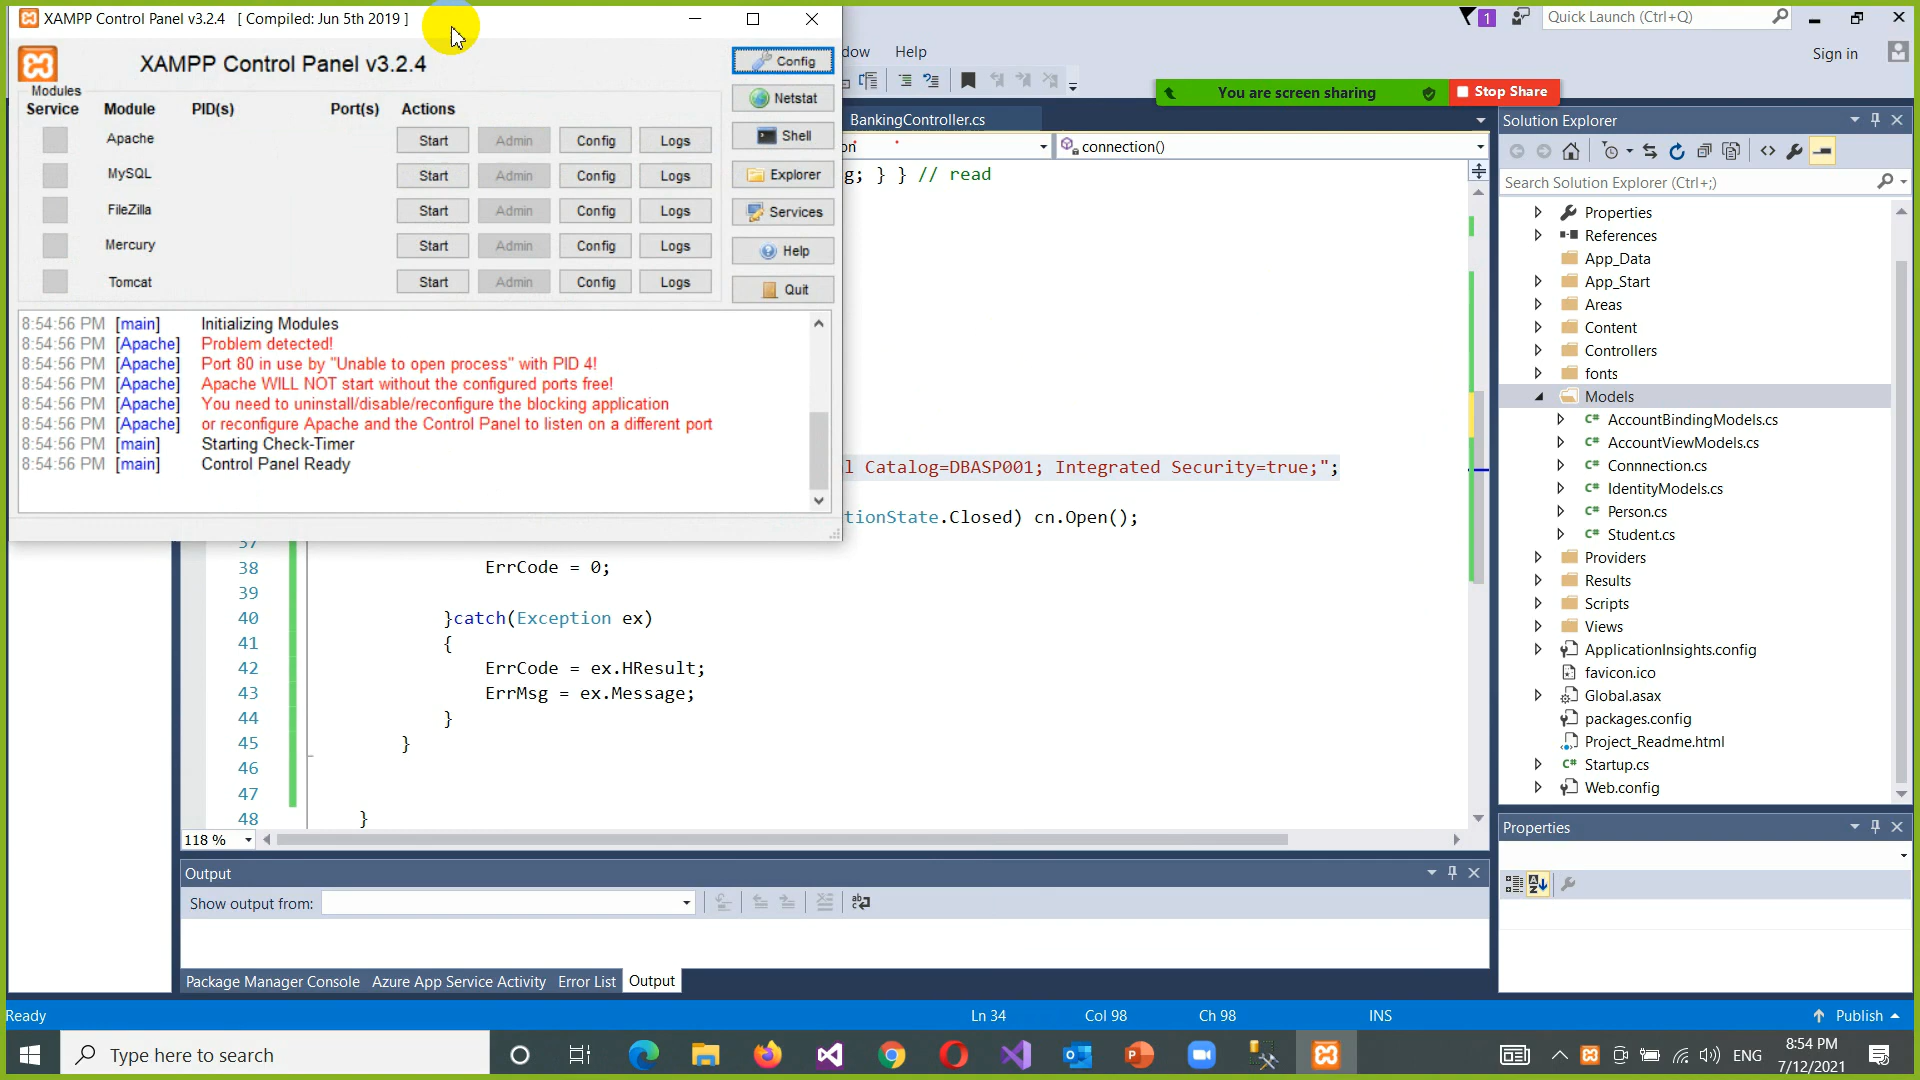 XAMPP Control Panel v3.2.4 [ Compiled: Jun 5th 2019 ]
XAMPP Control Panel v3.2.4
Config
Modules
Service Module PID(s) Port(s) Actions
Netstat
Apache Start Admin Config Logs
Shell
MySQL Start Admin Config Logs
Explorer
FileZilla Start Admin Config Logs
Services
Mercury Start Admin Config Logs
Help
Tomcat Start Admin Config Logs
Quit
8:54:56 PM [main] Initializing Modules
8:54:56 PM [Apache] Problem detected!
8:54:56 PM [Apache] Port 80 in use by "Unable to open process" with PID 4!
8:54:56 PM [Apache] Apache WILL NOT start without the configured ports free!
8:54:56 PM [Apache] You need to uninstall/disable/reconfigure the blocking application
8:54:56 PM [Apache] or reconfigure Apache and the Control Panel to listen on a different port
8:54:56 PM [main] Starting Check-Timer
8:54:56 PM [main] Control Panel Ready
1
Quick Launch (Ctrl+Q)
dow Help
Sign in
You are screen sharing
Stop Share
BankingController.cs
on
connection()
g; } } // read
l Catalog=DBASP001; Integrated Security=true;";
tionState.Closed) cn.Open();
37
38 ErrCode = 0;
39
40 }catch(Exception ex)
41 {
42 ErrCode = ex.HResult;
43 ErrMsg = ex.Message;
44 }
45 }
46
47
48 }
118 %
Output
Show output from:
Package Manager Console Azure App Service Activity Error List Output
Solution Explorer
Search Solution Explorer (Ctrl+;)
Properties
References
App_Data
App_Start
Areas
Content
Controllers
fonts
Models
C# AccountBindingModels.cs
C# AccountViewModels.cs
C# Connnection.cs
C# IdentityModels.cs
C# Person.cs
C# Student.cs
Providers
Results
Scripts
Views
ApplicationInsights.config
favicon.ico
Global.asax
packages.config
Project_Readme.html
C# Startup.cs
Web.config
Properties
Ready Ln 34 Col 98 Ch 98 INS Publish
Type here to search
ENG
8:54 PM
7/12/2021